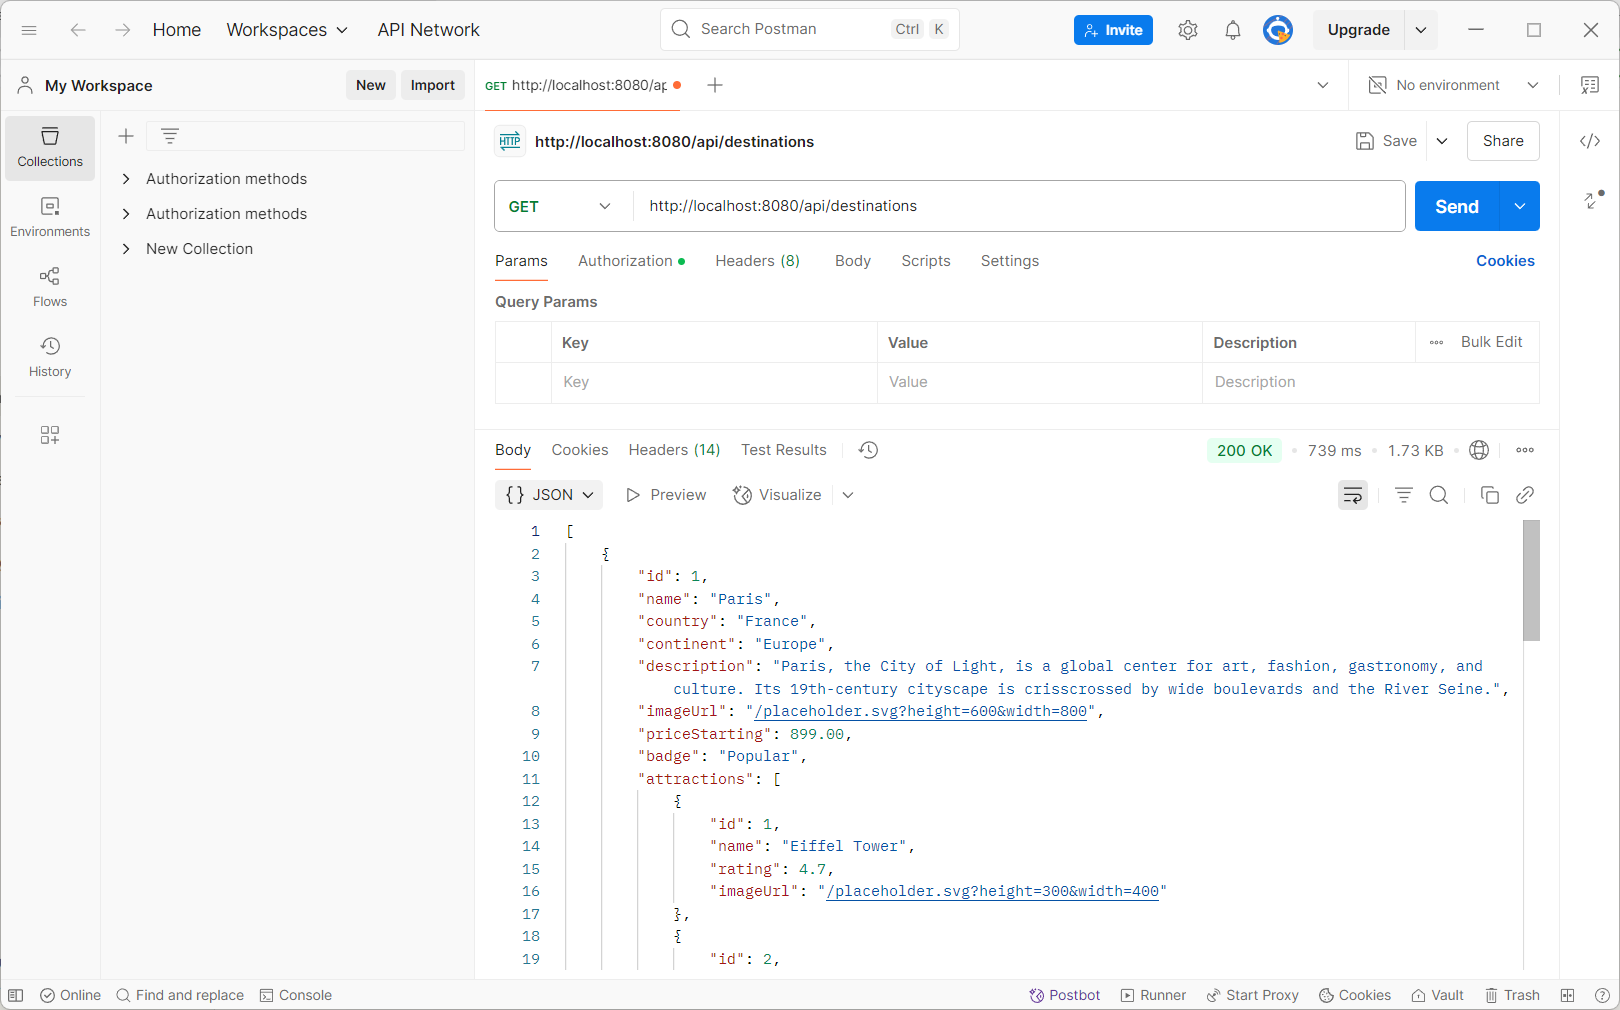 Home Workspaces API Network Search Postman Ctrl K Invite Upgrade
My Workspace New Import GET http://localhost:8080/ap No environment
Collections
Environments
Flows
History
Authorization methods
Authorization methods
New Collection
HTTP http://localhost:8080/api/destinations Save Share
GET http://localhost:8080/api/destinations Send
Params Authorization Headers (8) Body Scripts Settings Cookies
Query Params
Key Value Description Bulk Edit
Key Value Description
Body Cookies Headers (14) Test Results 200 OK 739 ms 1.73 KB
{} JSON Preview Visualize
1 [
2 {
3 "id": 1,
4 "name": "Paris",
5 "country": "France",
6 "continent": "Europe",
7 "description": "Paris, the City of Light, is a global center for art, fashion, gastronomy, and
culture. Its 19th-century cityscape is crisscrossed by wide boulevards and the River Seine.",
8 "imageUrl": "/placeholder.svg?height=600&width=800",
9 "priceStarting": 899.00,
10 "badge": "Popular",
11 "attractions": [
12 {
13 "id": 1,
14 "name": "Eiffel Tower",
15 "rating": 4.7,
16 "imageUrl": "/placeholder.svg?height=300&width=400"
17 },
18 {
19 "id": 2,
Online Find and replace Console Postbot Runner Start Proxy Cookies Vault Trash